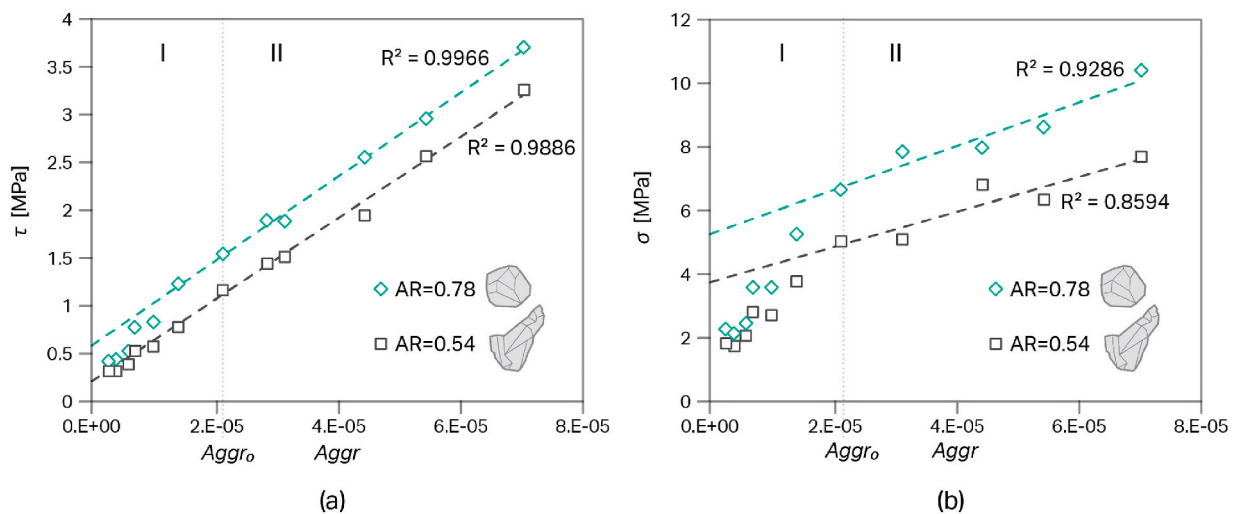 4
3.5
3
2.5
2
1.5
1
0.5
0
τ [MPa]
I
II
R² = 0.9966
R² = 0.9886
AR=0.78
AR=0.54
0.E+00
2.E-05
4.E-05
6.E-05
8.E-05
Aggrₒ
Aggr
(a)
12
10
8
6
4
2
0
σ [MPa]
I
II
R² = 0.9286
R² = 0.8594
AR=0.78
AR=0.54
0.E+00
2.E-05
4.E-05
6.E-05
8.E-05
Aggrₒ
Aggr
(b)